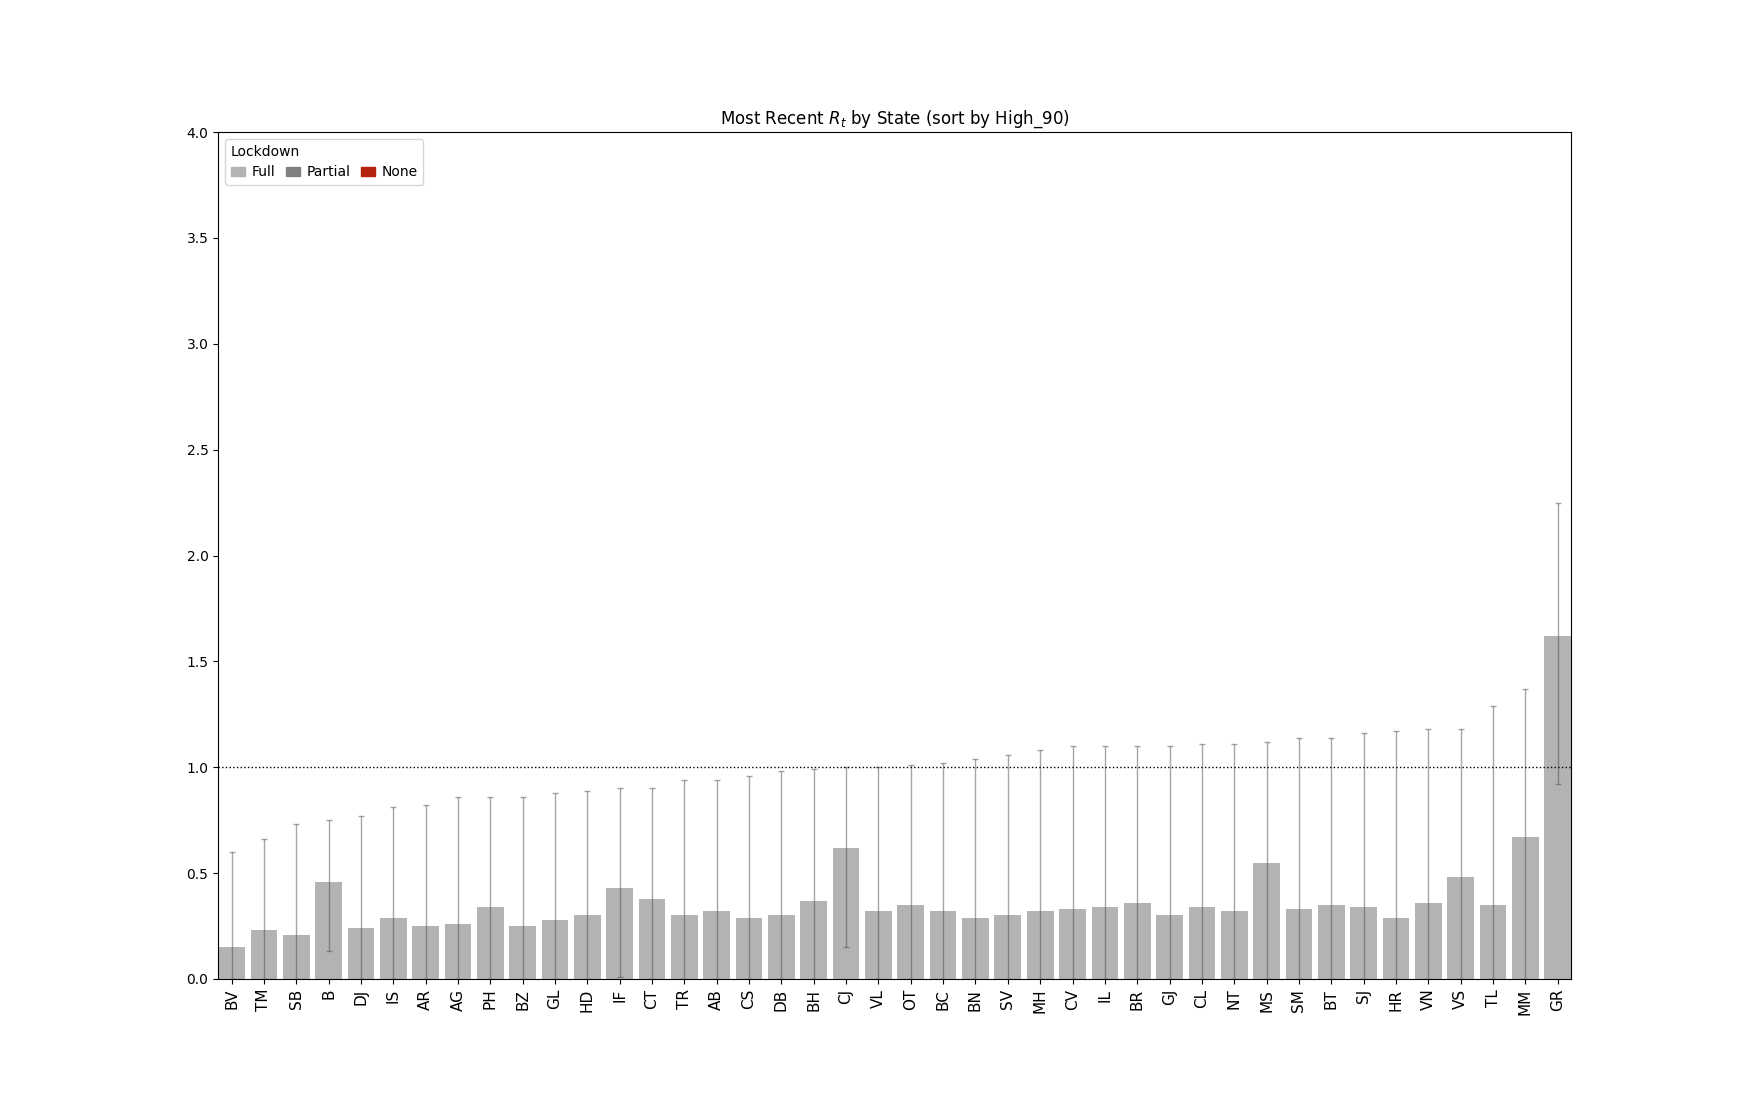 Most Recent R_t by State (sort by High_90)
4.0
Lockdown
Full Partial None
3.5
3.0
2.5
2.0
1.5
1.0
0.5
0.0
BV TM SB B DJ IS AR AG PH BZ GL HD IF CT TR AB CS DB BH CJ VL OT BC BN SV MH CV IL BR GJ CL NT MS SM BT SJ HR VN VS TL MM GR